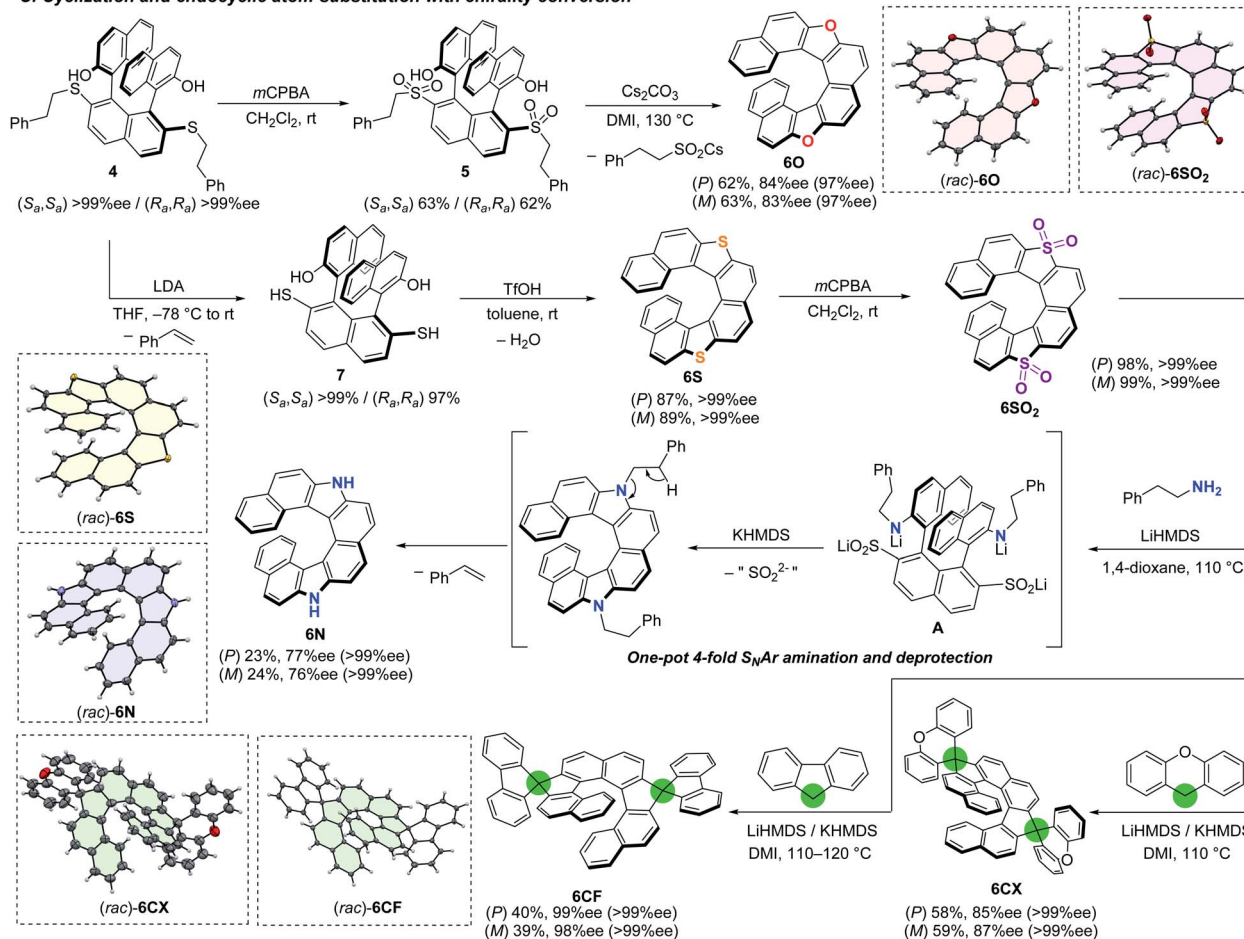 C. Cyclization and endocyclic atom substitution with chirality conversion
OH
OH
S
S
Ph
Ph
4
(Sₐ,Sₐ) >99%ee / (Rₐ,Rₐ) >99%ee
mCPBA
CH₂Cl₂, rt
OH
O
S
O
OH
O
S
O
Ph
Ph
5
(Sₐ,Sₐ) 63% / (Rₐ,Rₐ) 62%
Cs₂CO₃
DMI, 130 °C
– Ph SO₂Cs
O
O
6O
(P) 62%, 84%ee (97%ee)
(M) 63%, 83%ee (97%ee)
(rac)-6O
(rac)-6SO₂
LDA
THF, –78 °C to rt
– Ph
HO
OH
HS
SH
7
(Sₐ,Sₐ) >99% / (Rₐ,Rₐ) 97%
TfOH
toluene, rt
– H₂O
S
S
6S
(P) 87%, >99%ee
(M) 89%, >99%ee
mCPBA
CH₂Cl₂, rt
O
S
O
S
O
O
6SO₂
(P) 98%, >99%ee
(M) 99%, >99%ee
(rac)-6S
(rac)-6N
NH
N
H
6N
(P) 23%, 77%ee (>99%ee)
(M) 24%, 76%ee (>99%ee)
– Ph
Ph
H
N
N
Ph
KHMDS
– " SO₂²⁻ "
Ph
N
Li
Ph
N
Li
LiO₂S
SO₂Li
A
One-pot 4-fold SNAr amination and deprotection
Ph NH₂
LiHMDS
1,4-dioxane, 110 °C
(rac)-6CX
(rac)-6CF
6CF
(P) 40%, 99%ee (>99%ee)
(M) 39%, 98%ee (>99%ee)
LiHMDS / KHMDS
DMI, 110–120 °C
O
O
6CX
(P) 58%, 85%ee (>99%ee)
(M) 59%, 87%ee (>99%ee)
O
LiHMDS / KHMDS
DMI, 110 °C